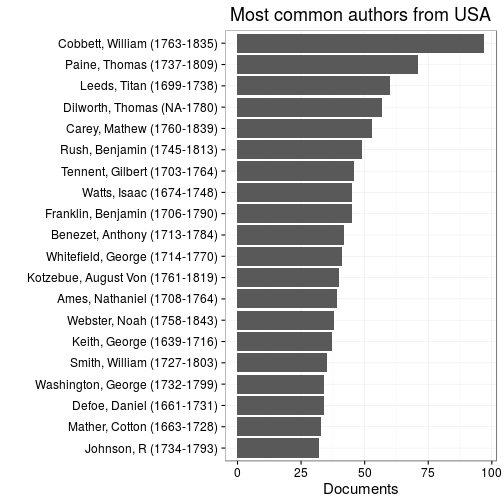 Most common authors from USA
Cobbett, William (1763-1835)
Paine, Thomas (1737-1809)
Leeds, Titan (1699-1738)
Dilworth, Thomas (NA-1780)
Carey, Mathew (1760-1839)
Rush, Benjamin (1745-1813)
Tennent, Gilbert (1703-1764)
Watts, Isaac (1674-1748)
Franklin, Benjamin (1706-1790)
Benezet, Anthony (1713-1784)
Whitefield, George (1714-1770)
Kotzebue, August Von (1761-1819)
Ames, Nathaniel (1708-1764)
Webster, Noah (1758-1843)
Keith, George (1639-1716)
Smith, William (1727-1803)
Washington, George (1732-1799)
Defoe, Daniel (1661-1731)
Mather, Cotton (1663-1728)
Johnson, R (1734-1793)
0 25 50 75 100
Documents